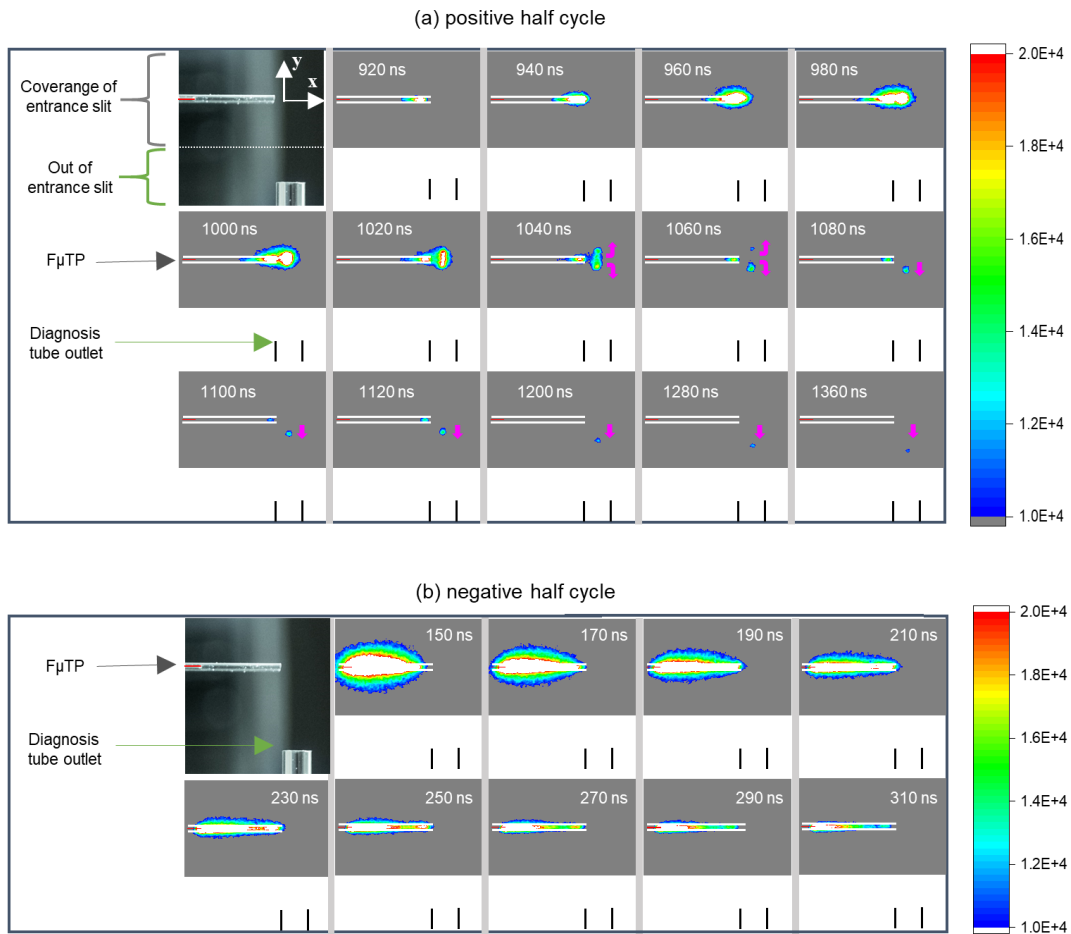 (a) positive half cycle
Coverange of
entrance slit
Out of
entrance slit
y
x
920 ns
940 ns
960 ns
980 ns
FμTP
1000 ns
1020 ns
1040 ns
1060 ns
1080 ns
Diagnosis
tube outlet
1100 ns
1120 ns
1200 ns
1280 ns
1360 ns
2.0E+4
1.8E+4
1.6E+4
1.4E+4
1.2E+4
1.0E+4
(b) negative half cycle
FμTP
150 ns
170 ns
190 ns
210 ns
Diagnosis
tube outlet
230 ns
250 ns
270 ns
290 ns
310 ns
2.0E+4
1.8E+4
1.6E+4
1.4E+4
1.2E+4
1.0E+4